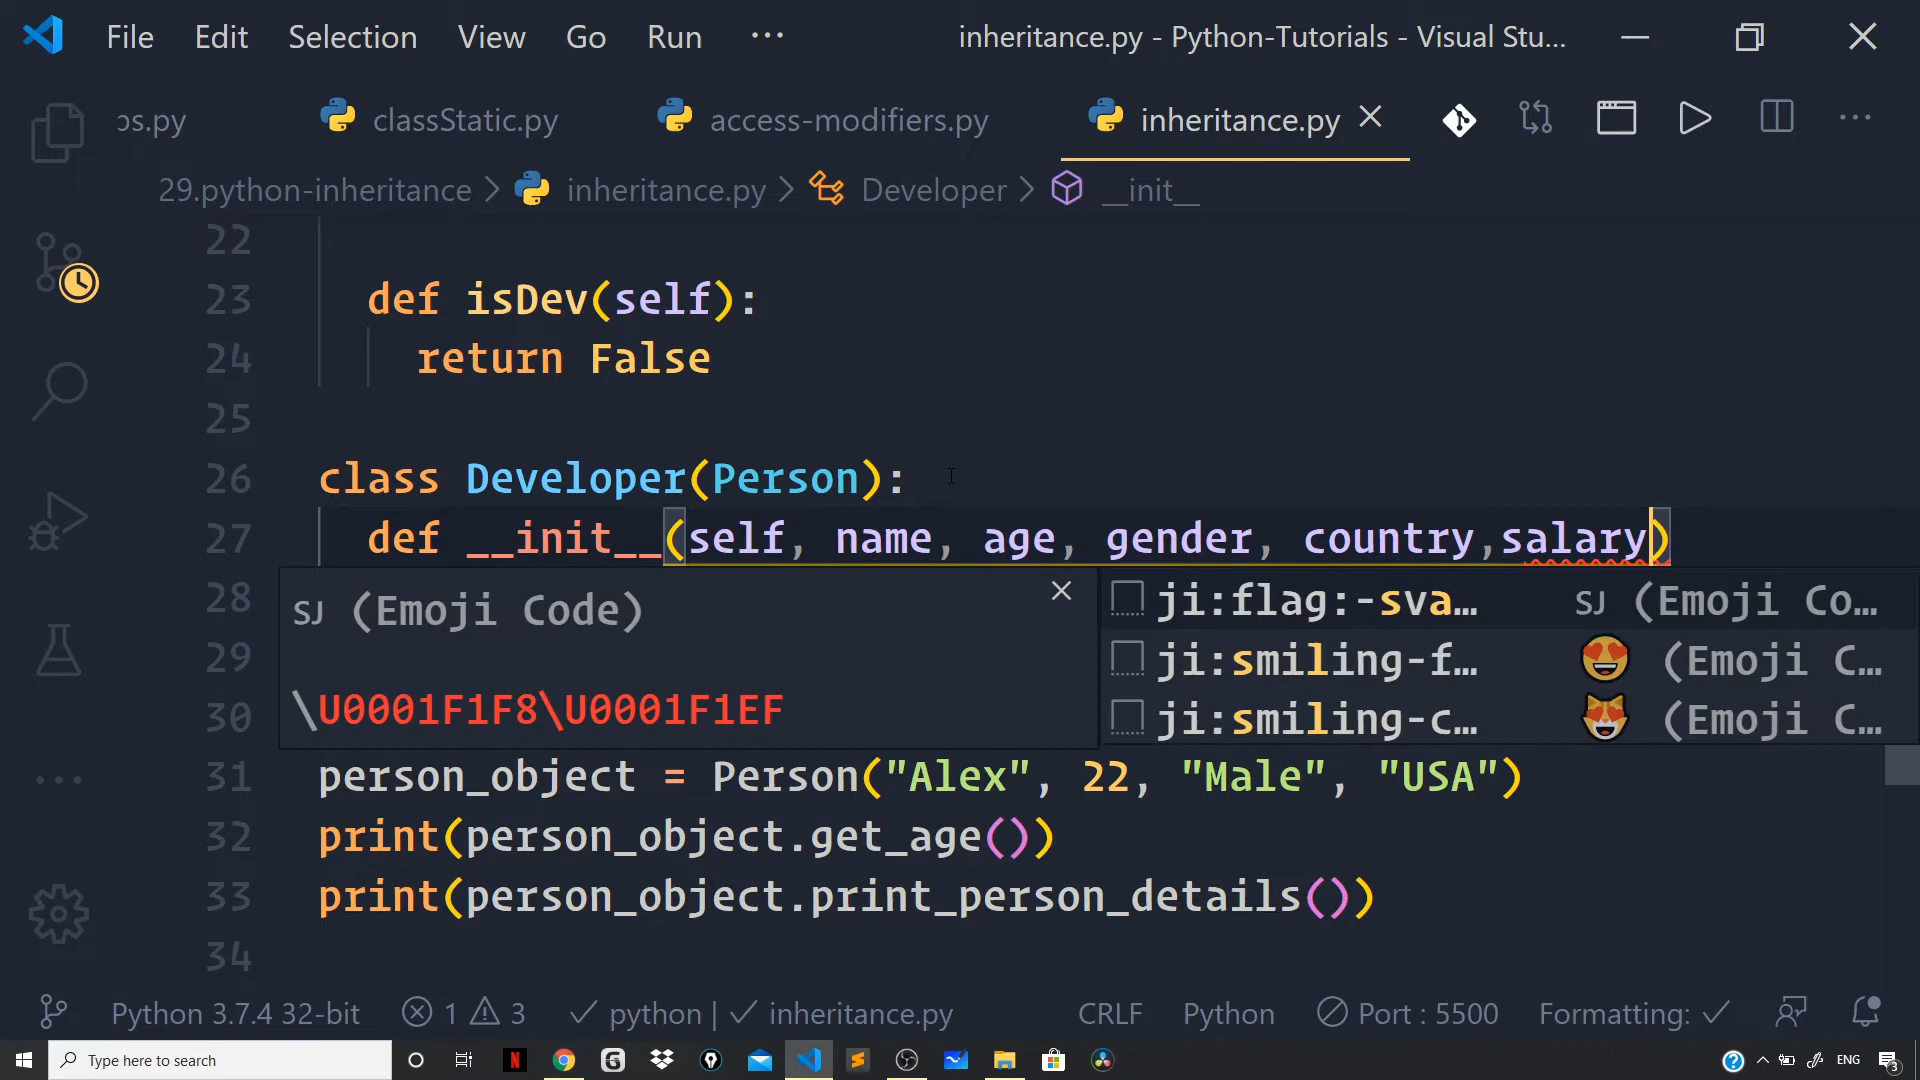 File Edit Selection View Go Run ··· inheritance.py - Python-Tutorials - Visual Stu...
ps.py classStatic.py access-modifiers.py inheritance.py
29.python-inheritance > inheritance.py > Developer > __init__
22
23 def isDev(self):
24 return False
25
26 class Developer(Person):
27 def __init__(self, name, age, gender, country,salary)
28
29
30
SJ (Emoji Code)
\U0001F1F8\U0001F1EF
ji:flag:-sva… SJ (Emoji Co…
ji:smiling-f… 😍 (Emoji C…
ji:smiling-c… 😻 (Emoji C…
31 person_object = Person("Alex", 22, "Male", "USA")
32 print(person_object.get_age())
33 print(person_object.print_person_details())
34
Python 3.7.4 32-bit 1 3 python | inheritance.py CRLF Python Port : 5500 Formatting:
Type here to search ENG 3